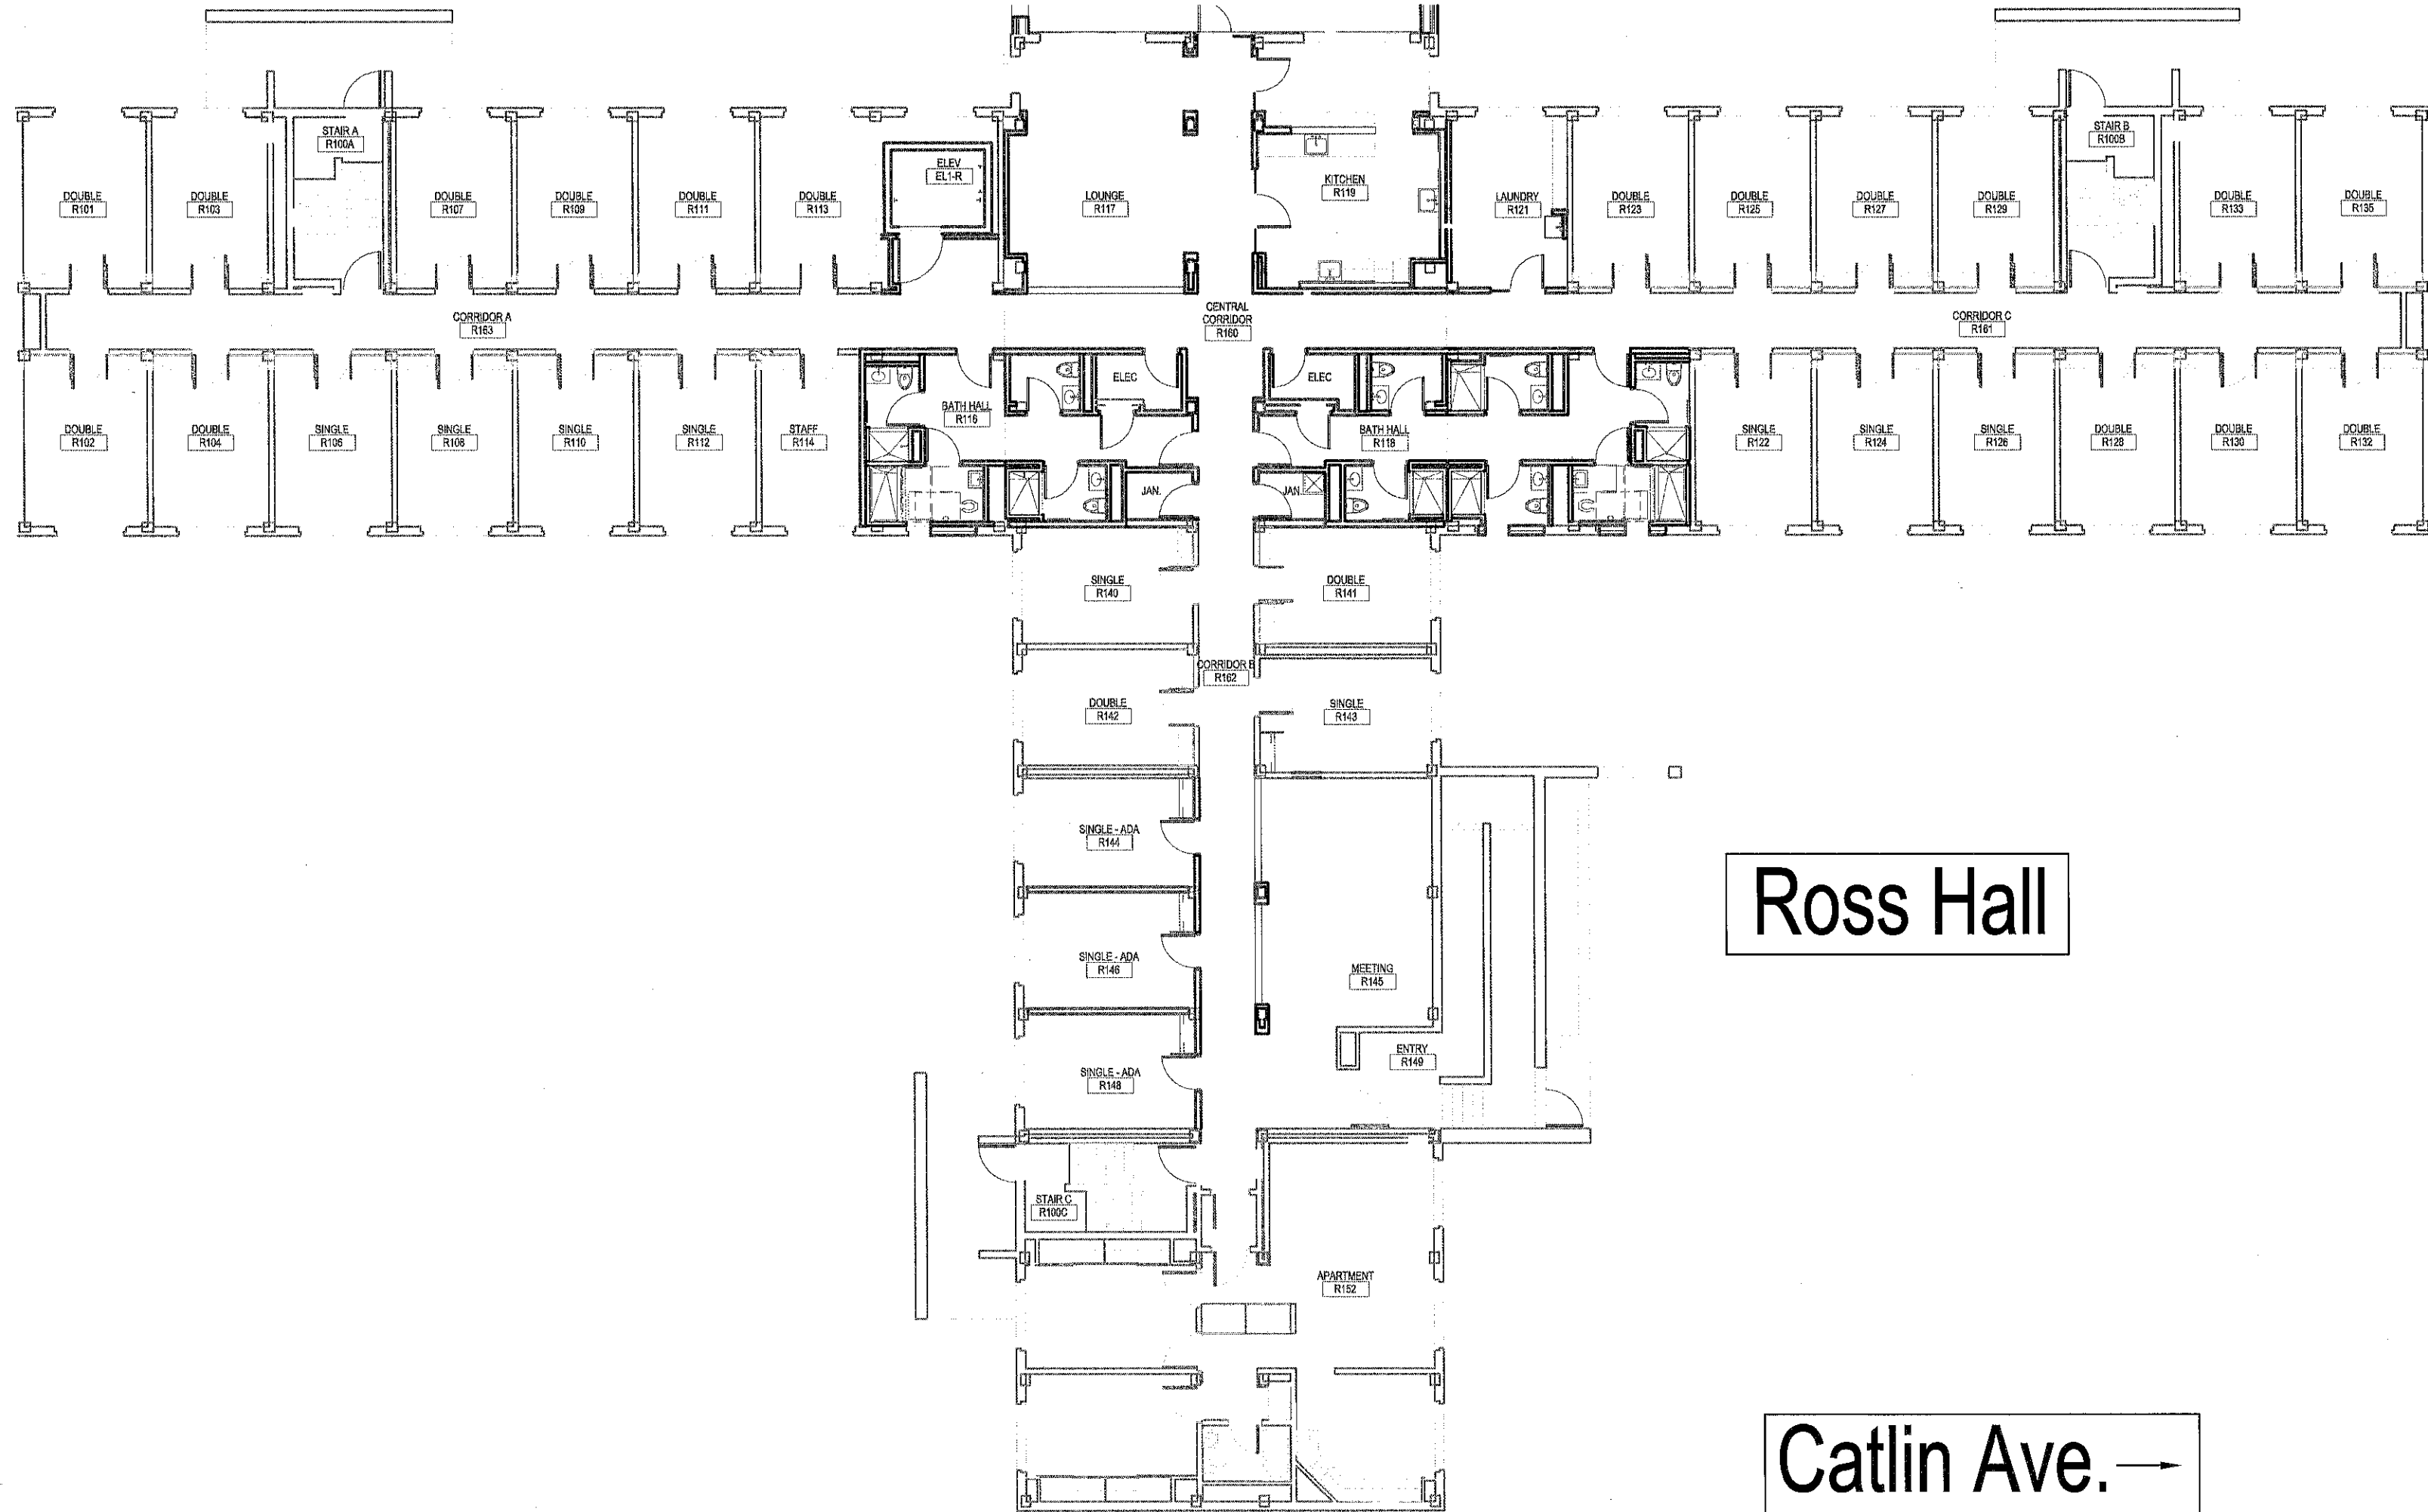 STAIR A
R100A
STAIR B
R100B
ELEV
EL1-R
DOUBLE
R101
DOUBLE
R103
DOUBLE
R107
DOUBLE
R109
DOUBLE
R111
DOUBLE
R113
LOUNGE
R117
KITCHEN
R119
LAUNDRY
R121
DOUBLE
R123
DOUBLE
R125
DOUBLE
R127
DOUBLE
R129
DOUBLE
R133
DOUBLE
R135
CORRIDOR A
R163
CENTRAL
CORRIDOR
R160
CORRIDOR C
R161
ELEC
ELEC
DOUBLE
R102
DOUBLE
R104
SINGLE
R106
SINGLE
R108
SINGLE
R110
SINGLE
R112
STAFF
R114
BATH HALL
R116
BATH HALL
R118
SINGLE
R122
SINGLE
R124
SINGLE
R126
DOUBLE
R128
DOUBLE
R130
DOUBLE
R132
JAN.
JAN.
SINGLE
R140
DOUBLE
R141
CORRIDOR B
R162
DOUBLE
R142
SINGLE
R143
SINGLE - ADA
R144
Ross Hall
SINGLE - ADA
R146
MEETING
R145
ENTRY
R149
SINGLE - ADA
R148
STAIR C
R100C
APARTMENT
R152
Catlin Ave.